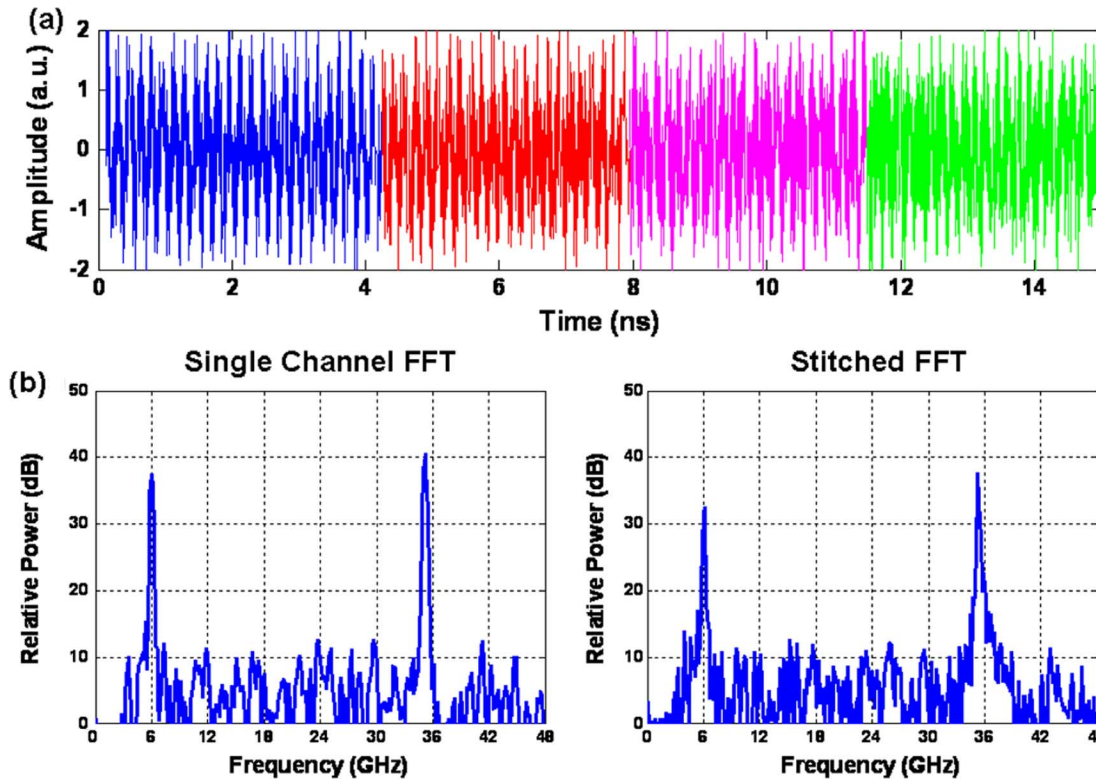 (a)
Amplitude (a. u.)
2
1
0
-1
-2
0 2 4 6 8 10 12 14
Time (ns)
(b)
Single Channel FFT
Relative Power (dB)
50
40
30
20
10
0
0 6 12 18 24 30 36 42 48
Frequency (GHz)
Stitched FFT
Relative Power (dB)
50
40
30
20
10
0
0 6 12 18 24 30 36 42
Frequency (GHz)